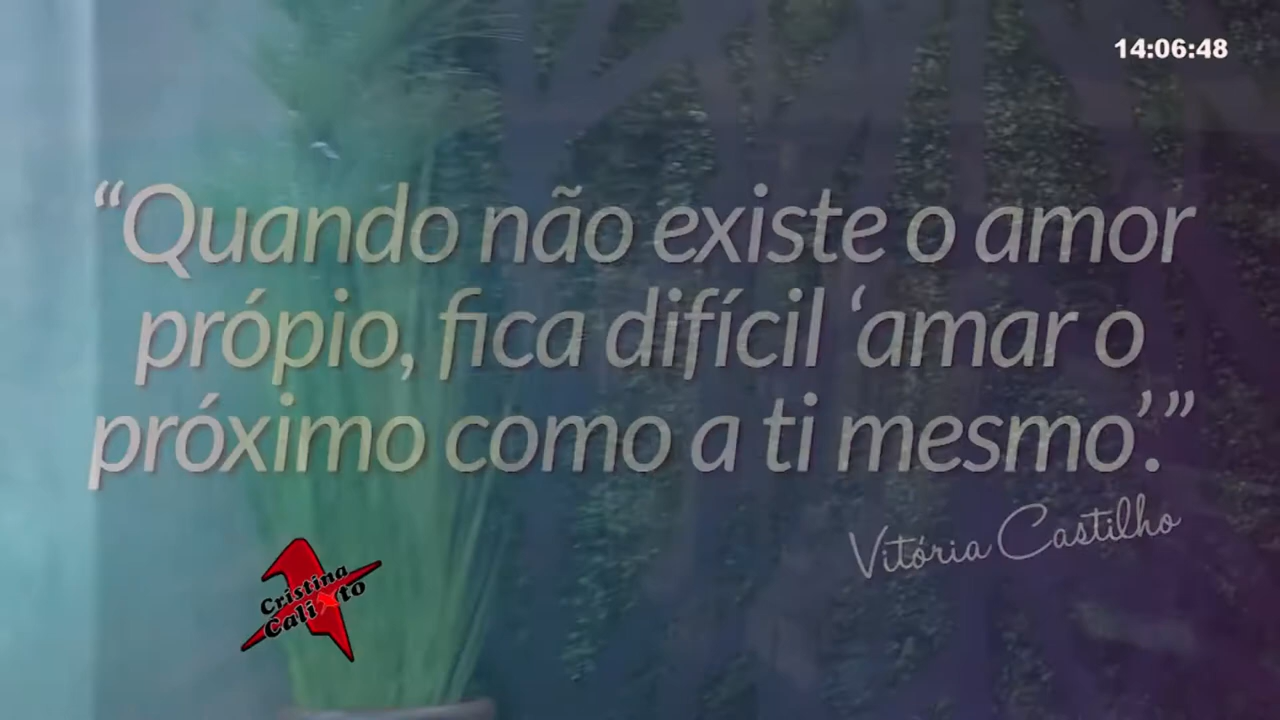 14:06:48
“Quando não existe o amor
própio, fica difícil ‘amar o
próximo como a ti mesmo’.”
Vitória Castilho
Cristina
Calixto